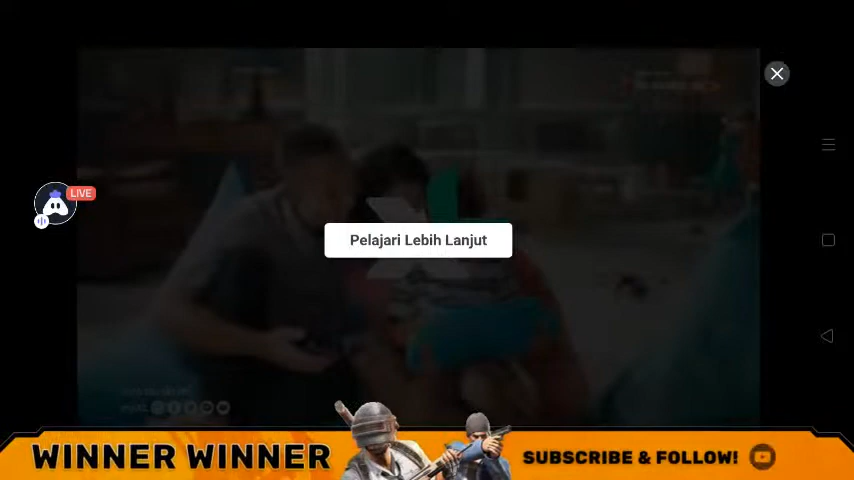 LIVE
Pelajari Lebih Lanjut
WINNER WINNER
SUBSCRIBE & FOLLOW!